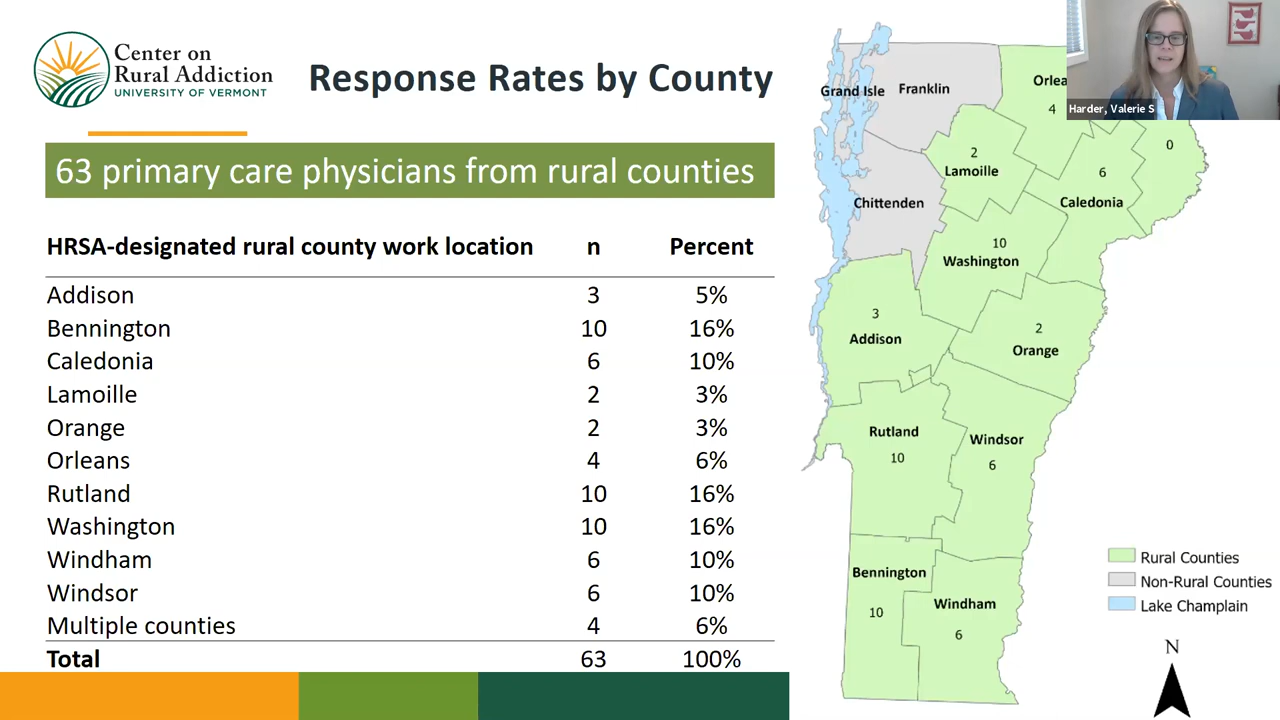 Center on
Rural Addiction
UNIVERSITY OF VERMONT
Response Rates by County
63 primary care physicians from rural counties
HRSA-designated rural county work location n Percent
Addison 3 5%
Bennington 10 16%
Caledonia 6 10%
Lamoille 2 3%
Orange 2 3%
Orleans 4 6%
Rutland 10 16%
Washington 10 16%
Windham 6 10%
Windsor 6 10%
Multiple counties 4 6%
Total 63 100%
Grand Isle
Franklin
Orlea
4
Harder, Valerie S
0
2
Lamoille
6
Caledonia
Chittenden
10
Washington
3
Addison
2
Orange
Rutland
10
Windsor
6
Bennington
10
Windham
6
Rural Counties
Non-Rural Counties
Lake Champlain
N